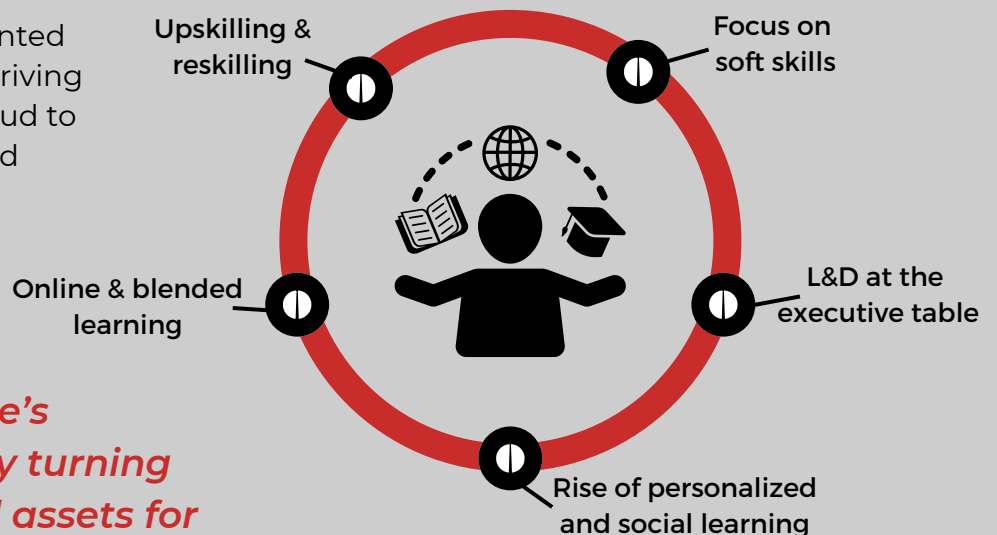 nted
riving
ud to
d
Upskilling &
reskilling
Focus on
soft skills
Online & blended
learning
L&D at the
executive table
e's
y turning
l assets for
Rise of personalized
and social learning